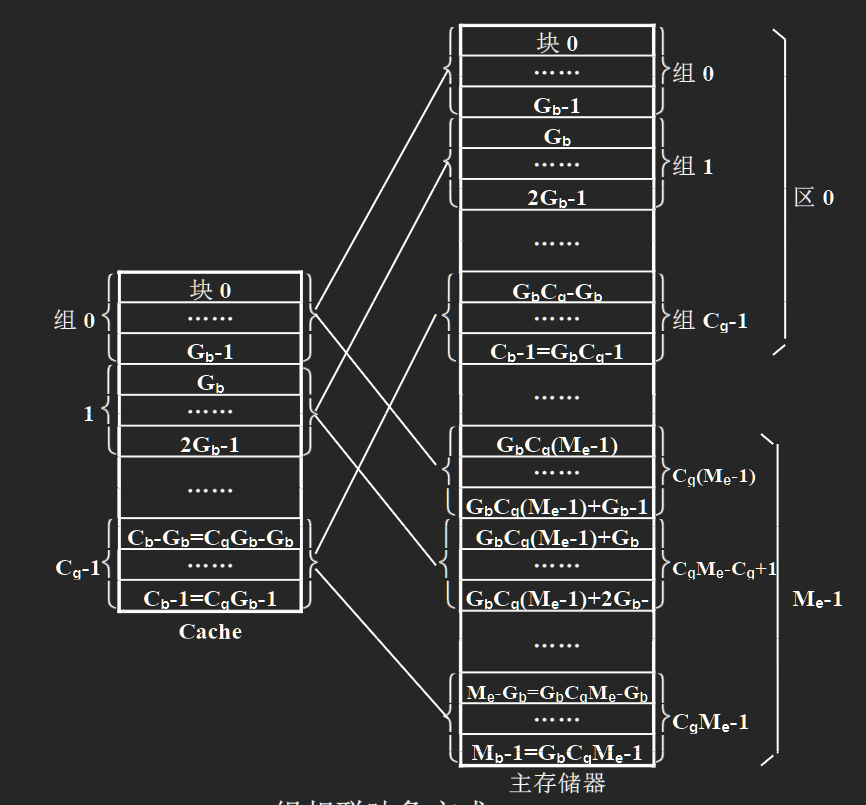 块 0
……
G_b-1
组 0
G_b
……
2G_b-1
组 1
区 0
……
G_bC_g-G_b
……
C_b-1=G_bC_g-1
组 C_g-1
……
G_bC_g(M_e-1)
……
G_bC_g(M_e-1)+G_b-1
C_g(M_e-1)
G_bC_g(M_e-1)+G_b
……
G_bC_g(M_e-1)+2G_b-
C_gM_e-C_g+1
M_e-1
……
M_e-G_b=G_bC_gM_e-G_b
……
M_b-1=G_bC_gM_e-1
C_gM_e-1
主存储器
组 0
块 0
……
G_b-1
1
G_b
……
2G_b-1
……
C_g-1
C_b-G_b=C_gG_b-G_b
……
C_b-1=C_gG_b-1
Cache